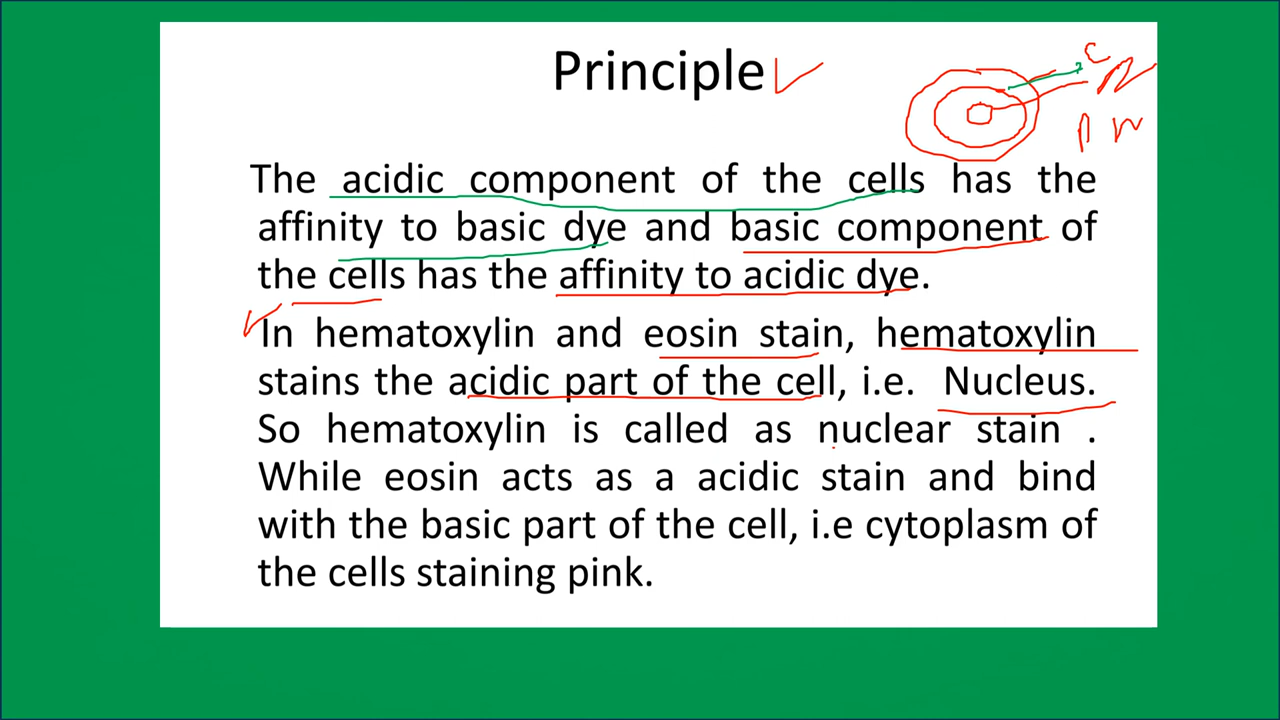 Principle
The acidic component of the cells has the
affinity to basic dye and basic component of
the cells has the affinity to acidic dye.
In hematoxylin and eosin stain, hematoxylin
stains the acidic part of the cell, i.e. Nucleus.
So hematoxylin is called as nuclear stain .
While eosin acts as a acidic stain and bind
with the basic part of the cell, i.e cytoplasm of
the cells staining pink.